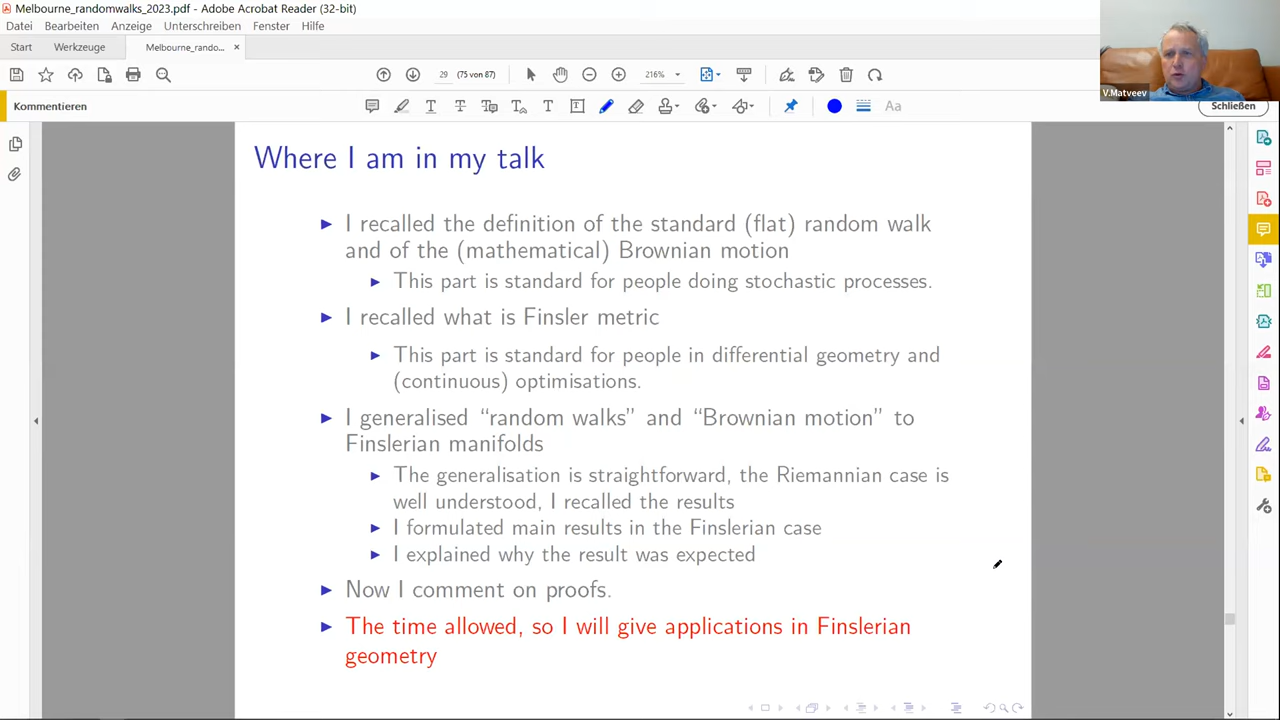 Melbourne_randomwalks_2023.pdf - Adobe Acrobat Reader (32-bit)
Datei Bearbeiten Anzeige Unterschreiben Fenster Hilfe
Start Werkzeuge Melbourne_rando... ×
29 (75 von 87) 216%
Kommentieren
Aa
Schließen
V.Matveev
Where I am in my talk
I recalled the definition of the standard (flat) random walk
and of the (mathematical) Brownian motion
This part is standard for people doing stochastic processes.
I recalled what is Finsler metric
This part is standard for people in differential geometry and
(continuous) optimisations.
I generalised “random walks” and “Brownian motion” to
Finslerian manifolds
The generalisation is straightforward, the Riemannian case is
well understood, I recalled the results
I formulated main results in the Finslerian case
I explained why the result was expected
Now I comment on proofs.
The time allowed, so I will give applications in Finslerian
geometry